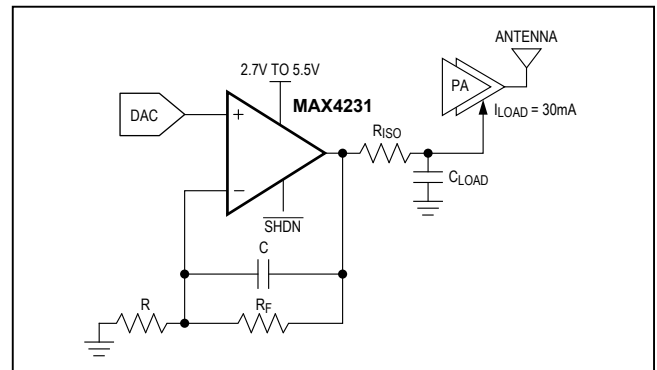 ANTENNA
2.7V TO 5.5V
MAX4231
PA
DAC
+
I_LOAD = 30mA
R_ISO
C_LOAD
−
SHDN
C
R
R_F